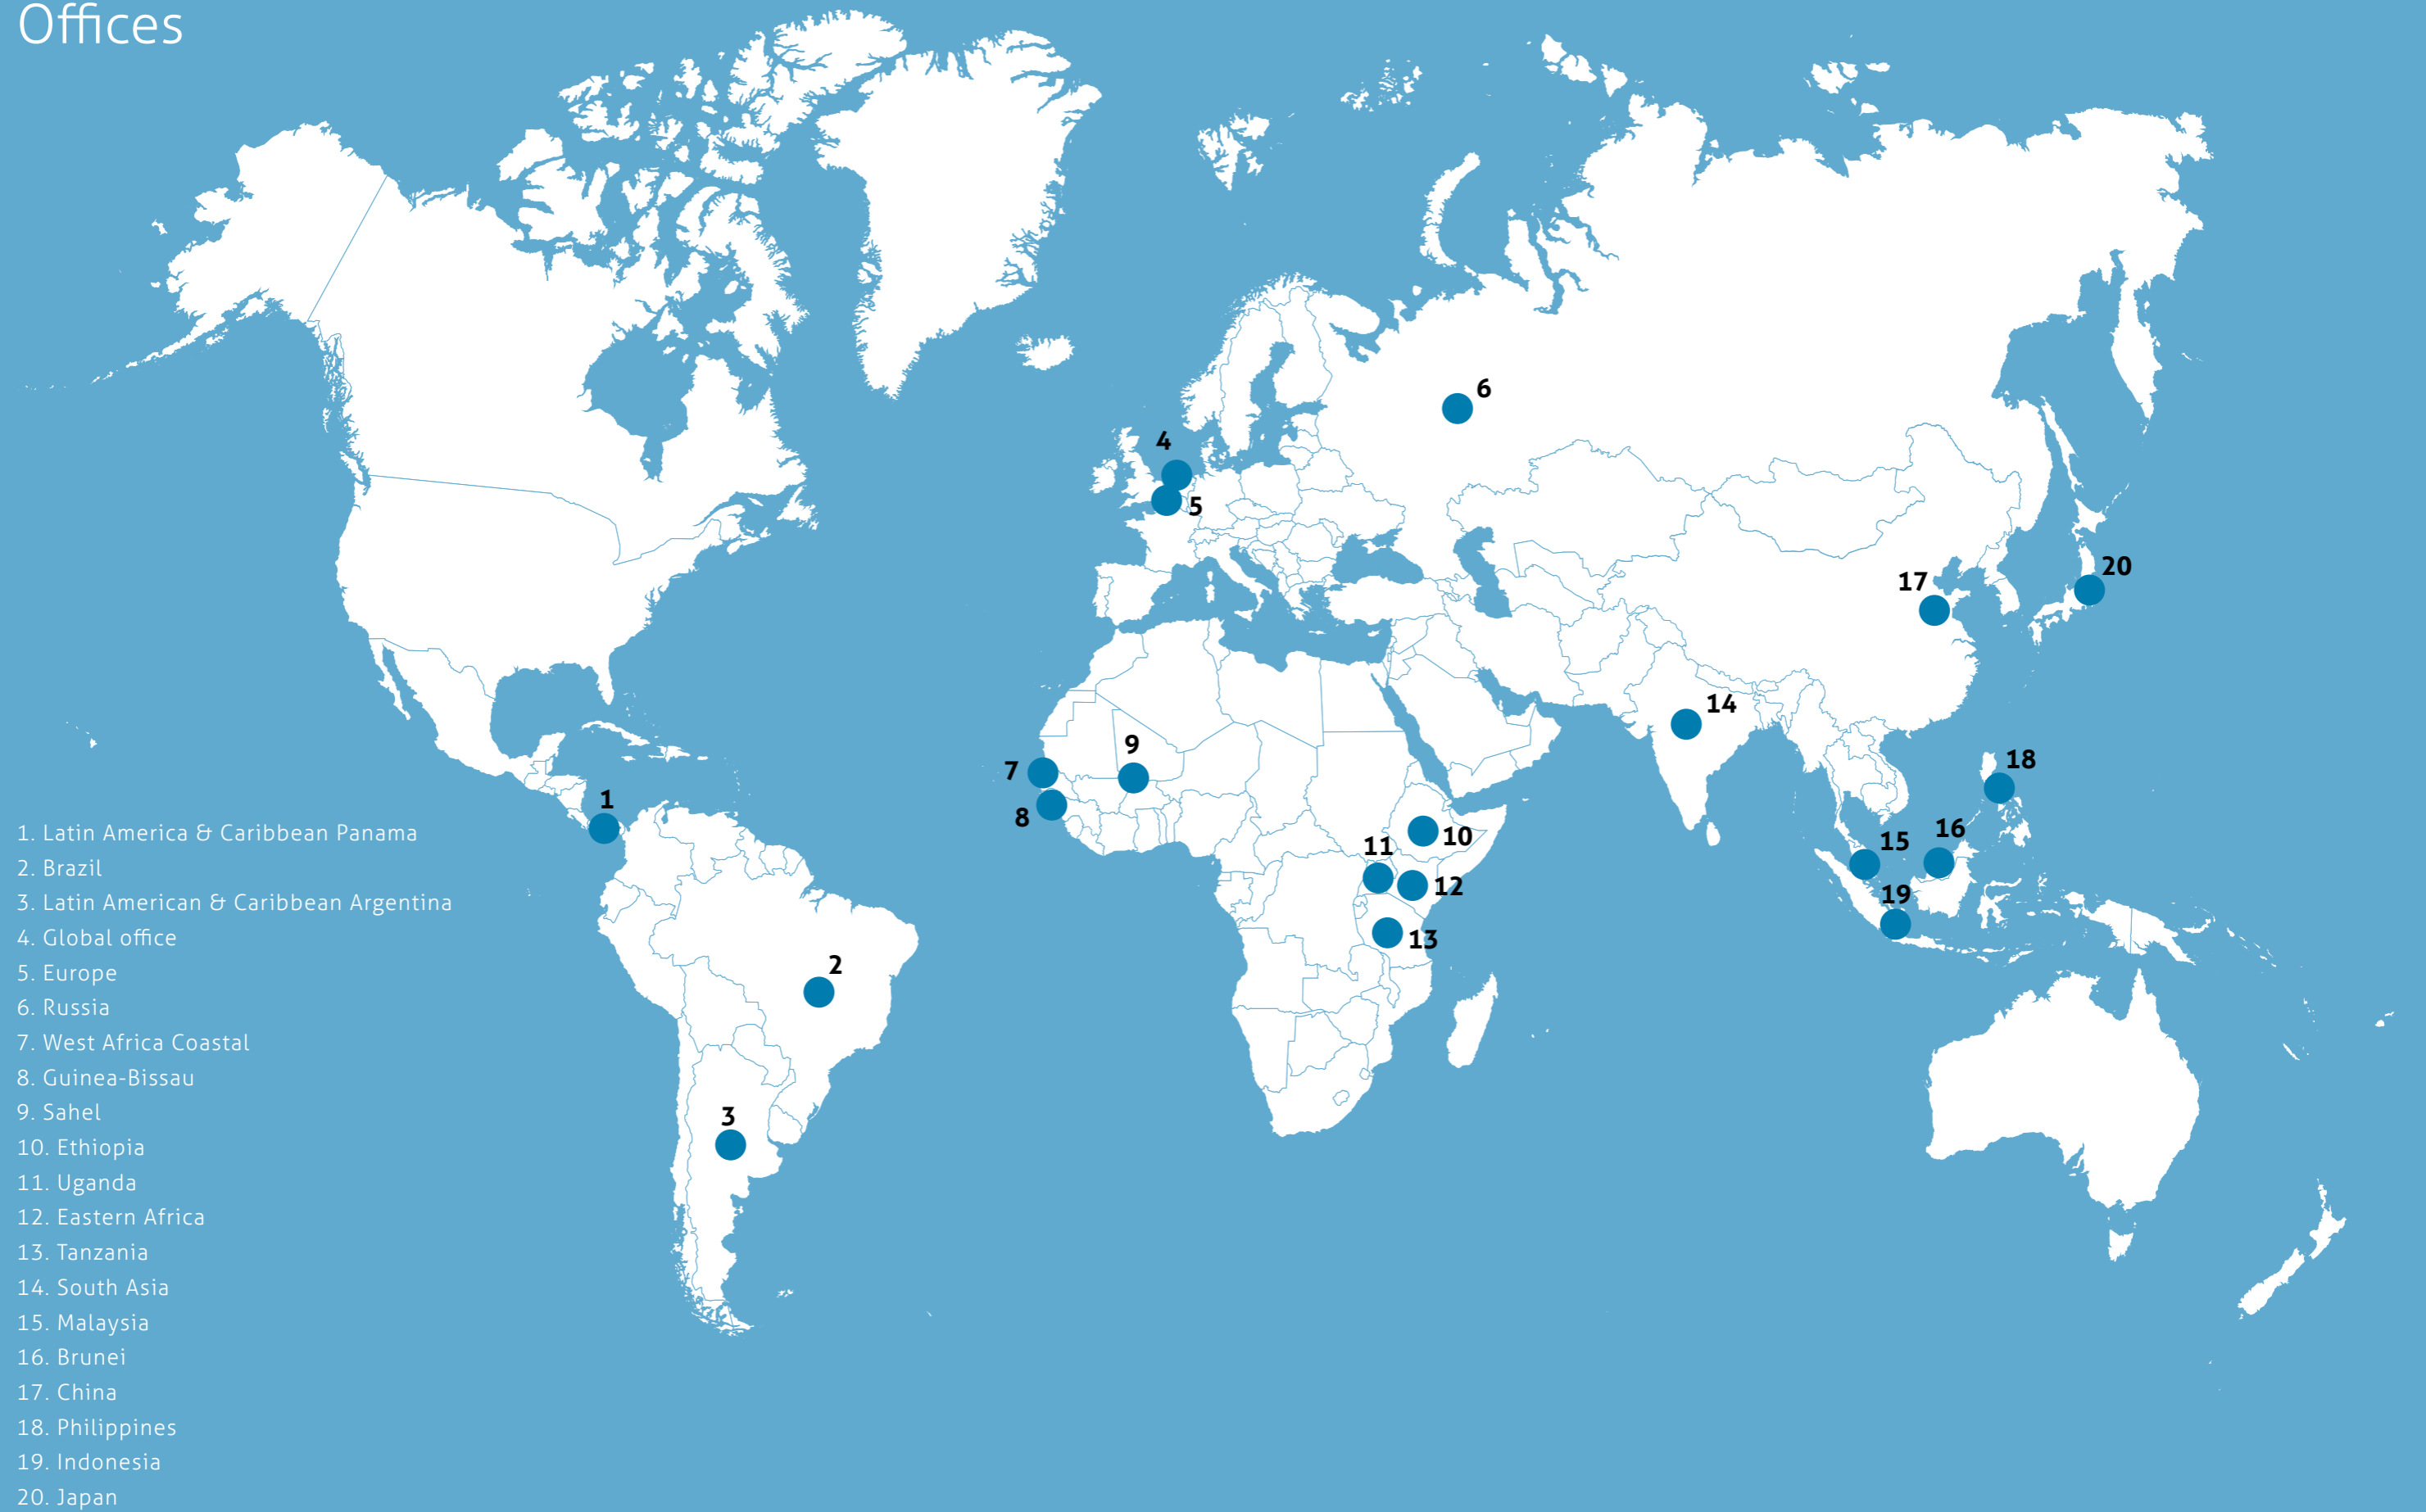 Offices
6
4
5
20
17
14
9
7
18
8
1
10
11
15
16
12
19
13
2
3
1. Latin America & Caribbean Panama
2. Brazil
3. Latin American & Caribbean Argentina
4. Global office
5. Europe
6. Russia
7. West Africa Coastal
8. Guinea-Bissau
9. Sahel
10. Ethiopia
11. Uganda
12. Eastern Africa
13. Tanzania
14. South Asia
15. Malaysia
16. Brunei
17. China
18. Philippines
19. Indonesia
20. Japan